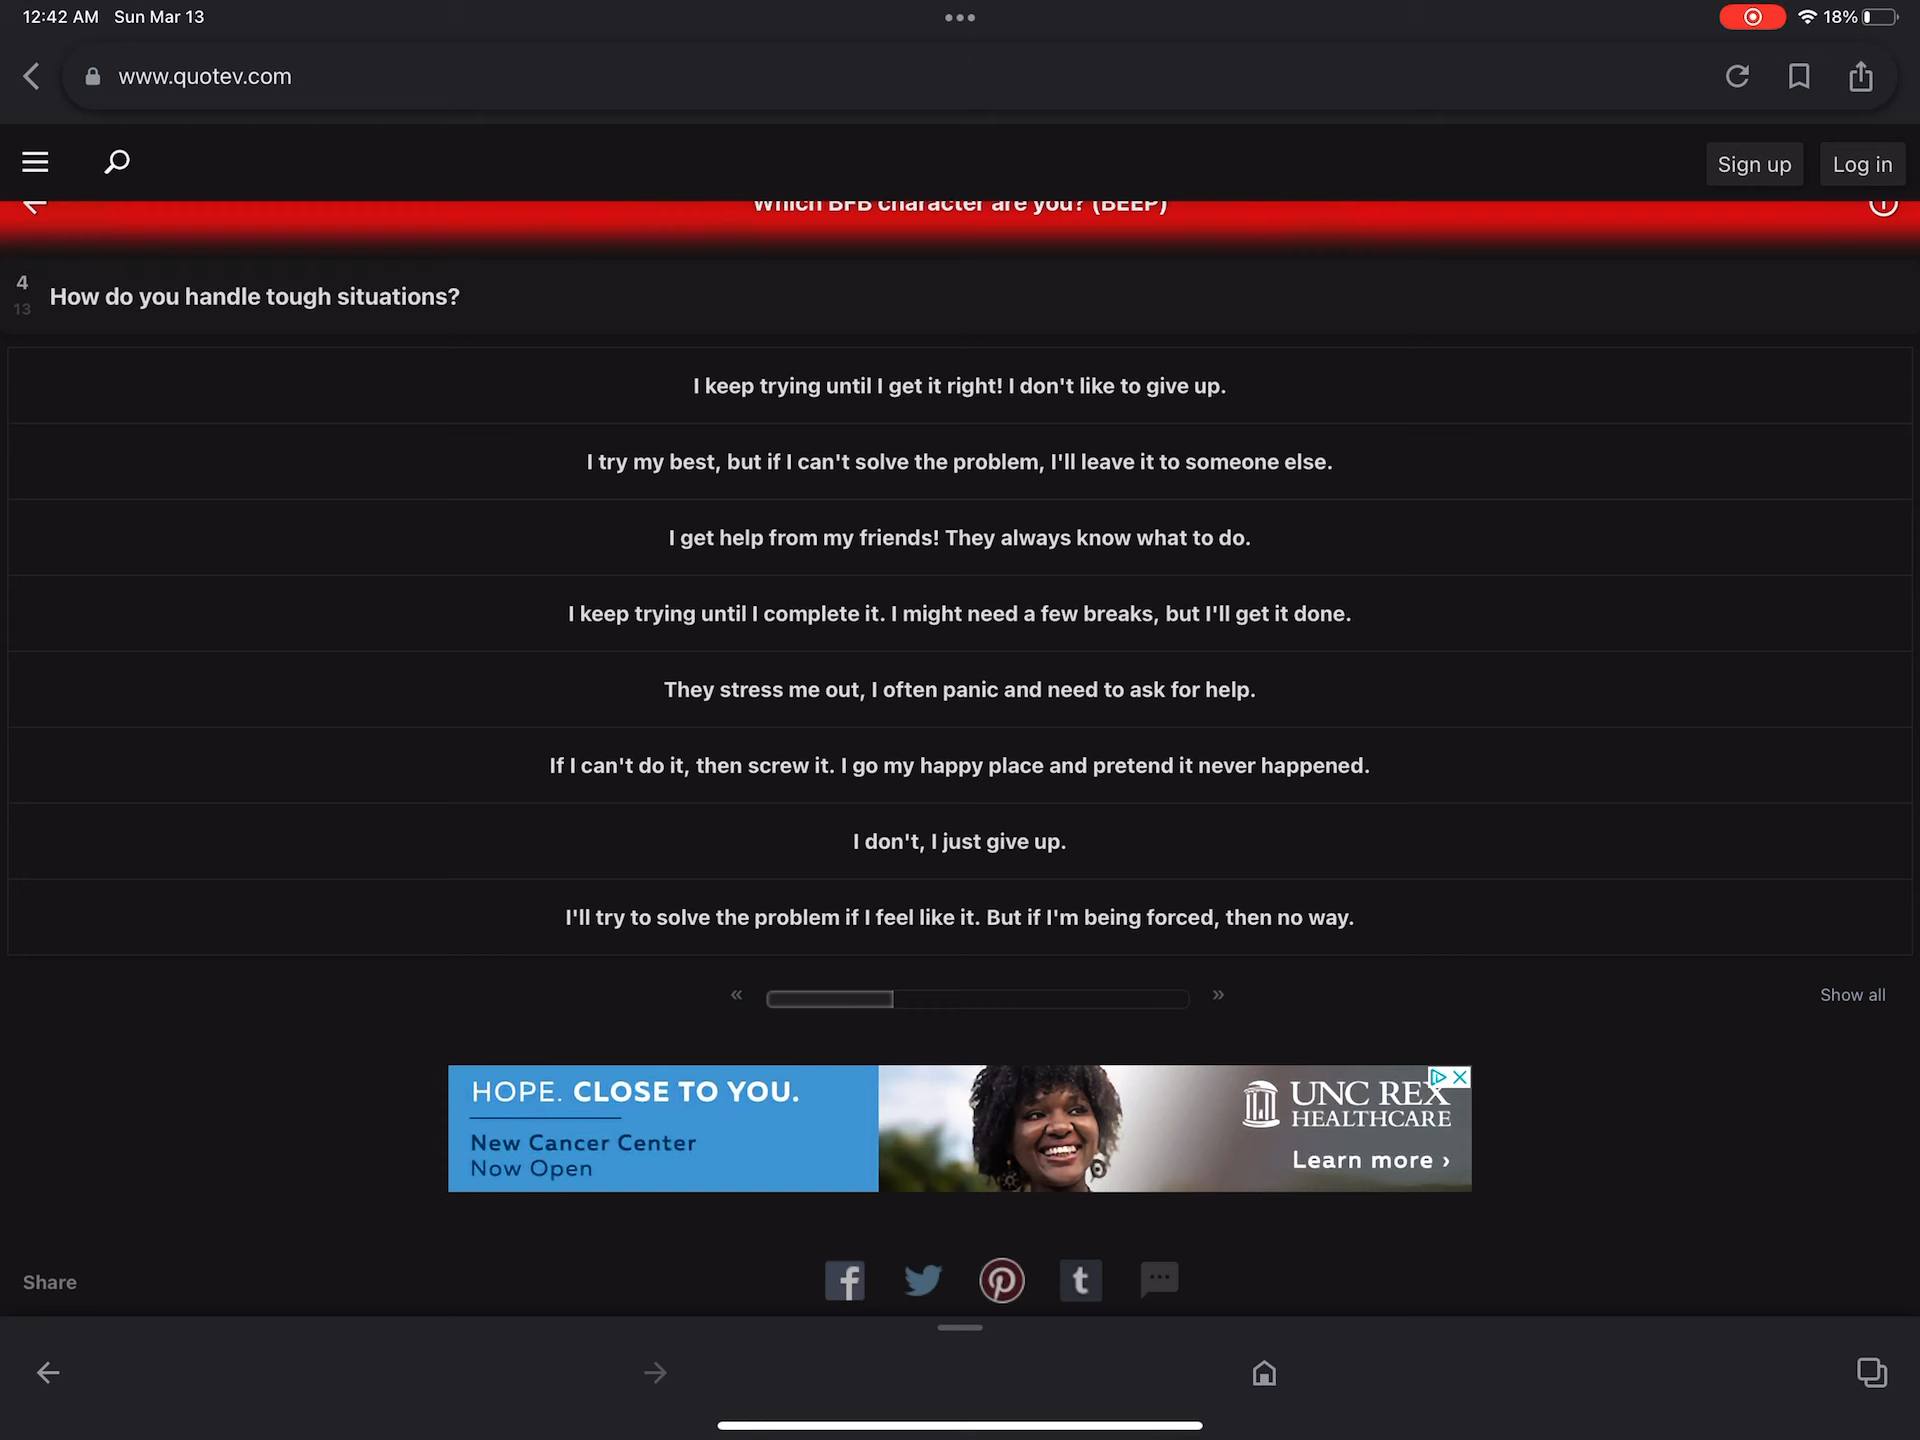 12:42 AM Sun Mar 13
18%
www.quotev.com
Sign up
Log in
Which BFB character are you? (BEEP)
4
13
How do you handle tough situations?
I keep trying until I get it right! I don't like to give up.
I try my best, but if I can't solve the problem, I'll leave it to someone else.
I get help from my friends! They always know what to do.
I keep trying until I complete it. I might need a few breaks, but I'll get it done.
They stress me out, I often panic and need to ask for help.
If I can't do it, then screw it. I go my happy place and pretend it never happened.
I don't, I just give up.
I'll try to solve the problem if I feel like it. But if I'm being forced, then no way.
« »
Show all
HOPE. CLOSE TO YOU.
New Cancer Center
Now Open
UNC REX
HEALTHCARE
Learn more ›
Share